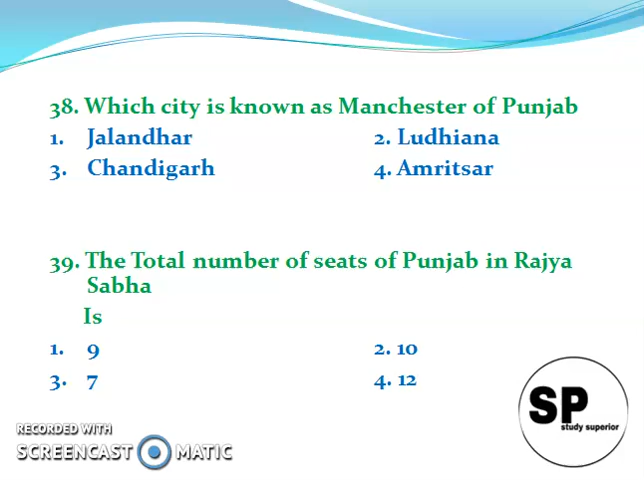 38. Which city is known as Manchester of Punjab
1. Jalandhar 2. Ludhiana
3. Chandigarh 4. Amritsar
39. The Total number of seats of Punjab in Rajya
Sabha
Is
1. 9 2. 10
3. 7 4. 12
SP
study superior
RECORDED WITH
SCREENCAST MATIC